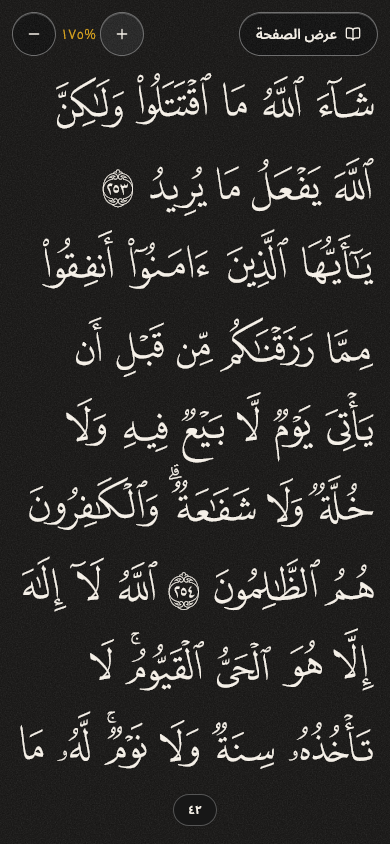 عرض الصفحة
+ ١٧٥% −
شَآءَ ٱللَّهُ مَا ٱقۡتَتَلُواْ وَلَٰكِنَّ
ٱللَّهَ يَفۡعَلُ مَا يُرِيدُ ٢٥٣
يَٰٓأَيُّهَا ٱلَّذِينَ ءَامَنُوٓاْ أَنفِقُواْ
مِمَّا رَزَقۡنَٰكُم مِّن قَبۡلِ أَن
يَأۡتِيَ يَوۡمٞ لَّا بَيۡعٞ فِيهِ وَلَا
خُلَّةٞ وَلَا شَفَٰعَةٞۗ وَٱلۡكَٰفِرُونَ
هُمُ ٱلظَّٰلِمُونَ ٢٥٤ ٱللَّهُ لَآ إِلَٰهَ
إِلَّا هُوَ ٱلۡحَيُّ ٱلۡقَيُّومُۚ لَا
تَأۡخُذُهُۥ سِنَةٞ وَلَا نَوۡمٞۚ لَّهُۥ مَا
٤٢